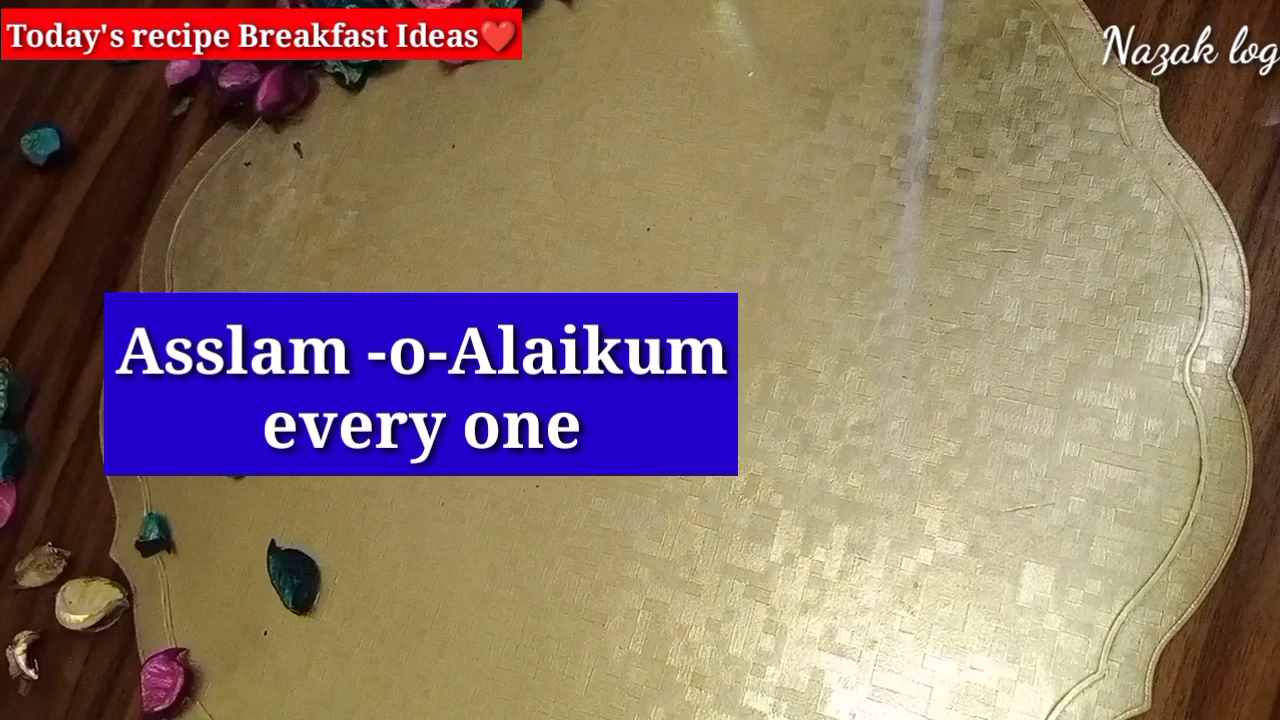 Today's recipe Breakfast Ideas❤️
Nazak log
Asslam -o-Alaikum
every one